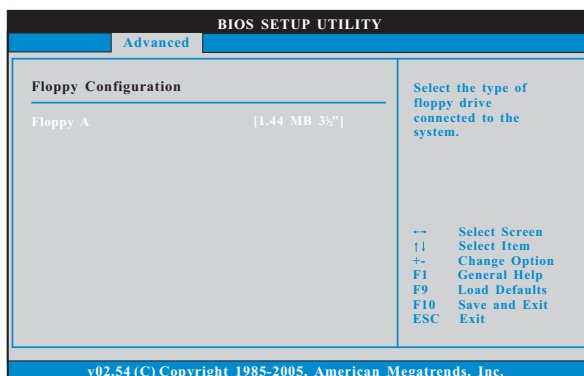 BIOS SETUP UTILITY
Advanced
Floppy Configuration
Floppy A [1.44 MB 3½"]
Select the type of
floppy drive
connected to the
system.
←→ Select Screen
↑↓ Select Item
+- Change Option
F1 General Help
F9 Load Defaults
F10 Save and Exit
ESC Exit
v02.54 (C) Copyright 1985-2005, American Megatrends, Inc.